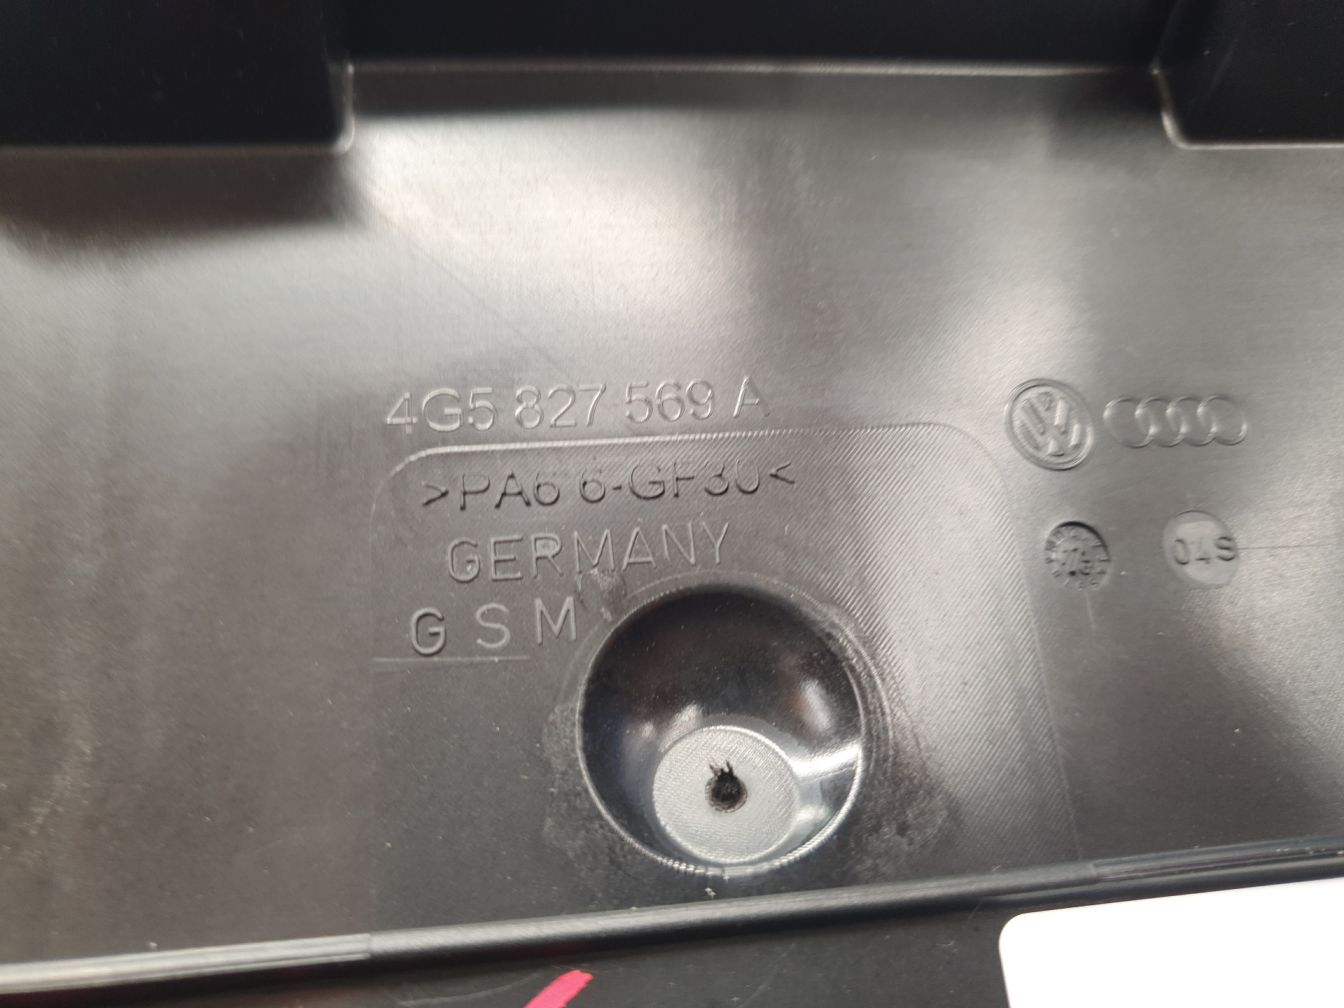 4G5 827 569 A
>PA6 6-GF30<
GERMANY
G S M
04S